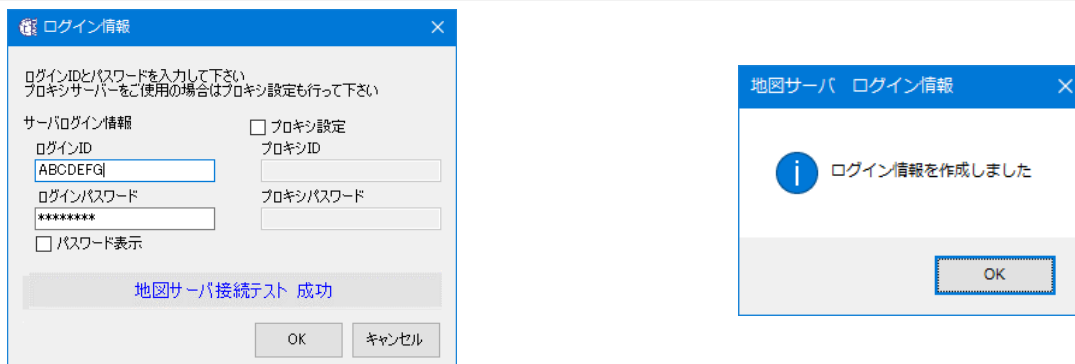 ログイン情報
ログインIDとパスワードを入力して下さい
プロキシサーバーをご使用の場合はプロキシ設定も行って下さい
サーバログイン情報
プロキシ設定
ログインID
プロキシID
ABCDEFG
ログインパスワード
プロキシパスワード
********
パスワード表示
地図サーバ接続テスト 成功
OK
キャンセル
地図サーバ　ログイン情報
ログイン情報を作成しました
OK